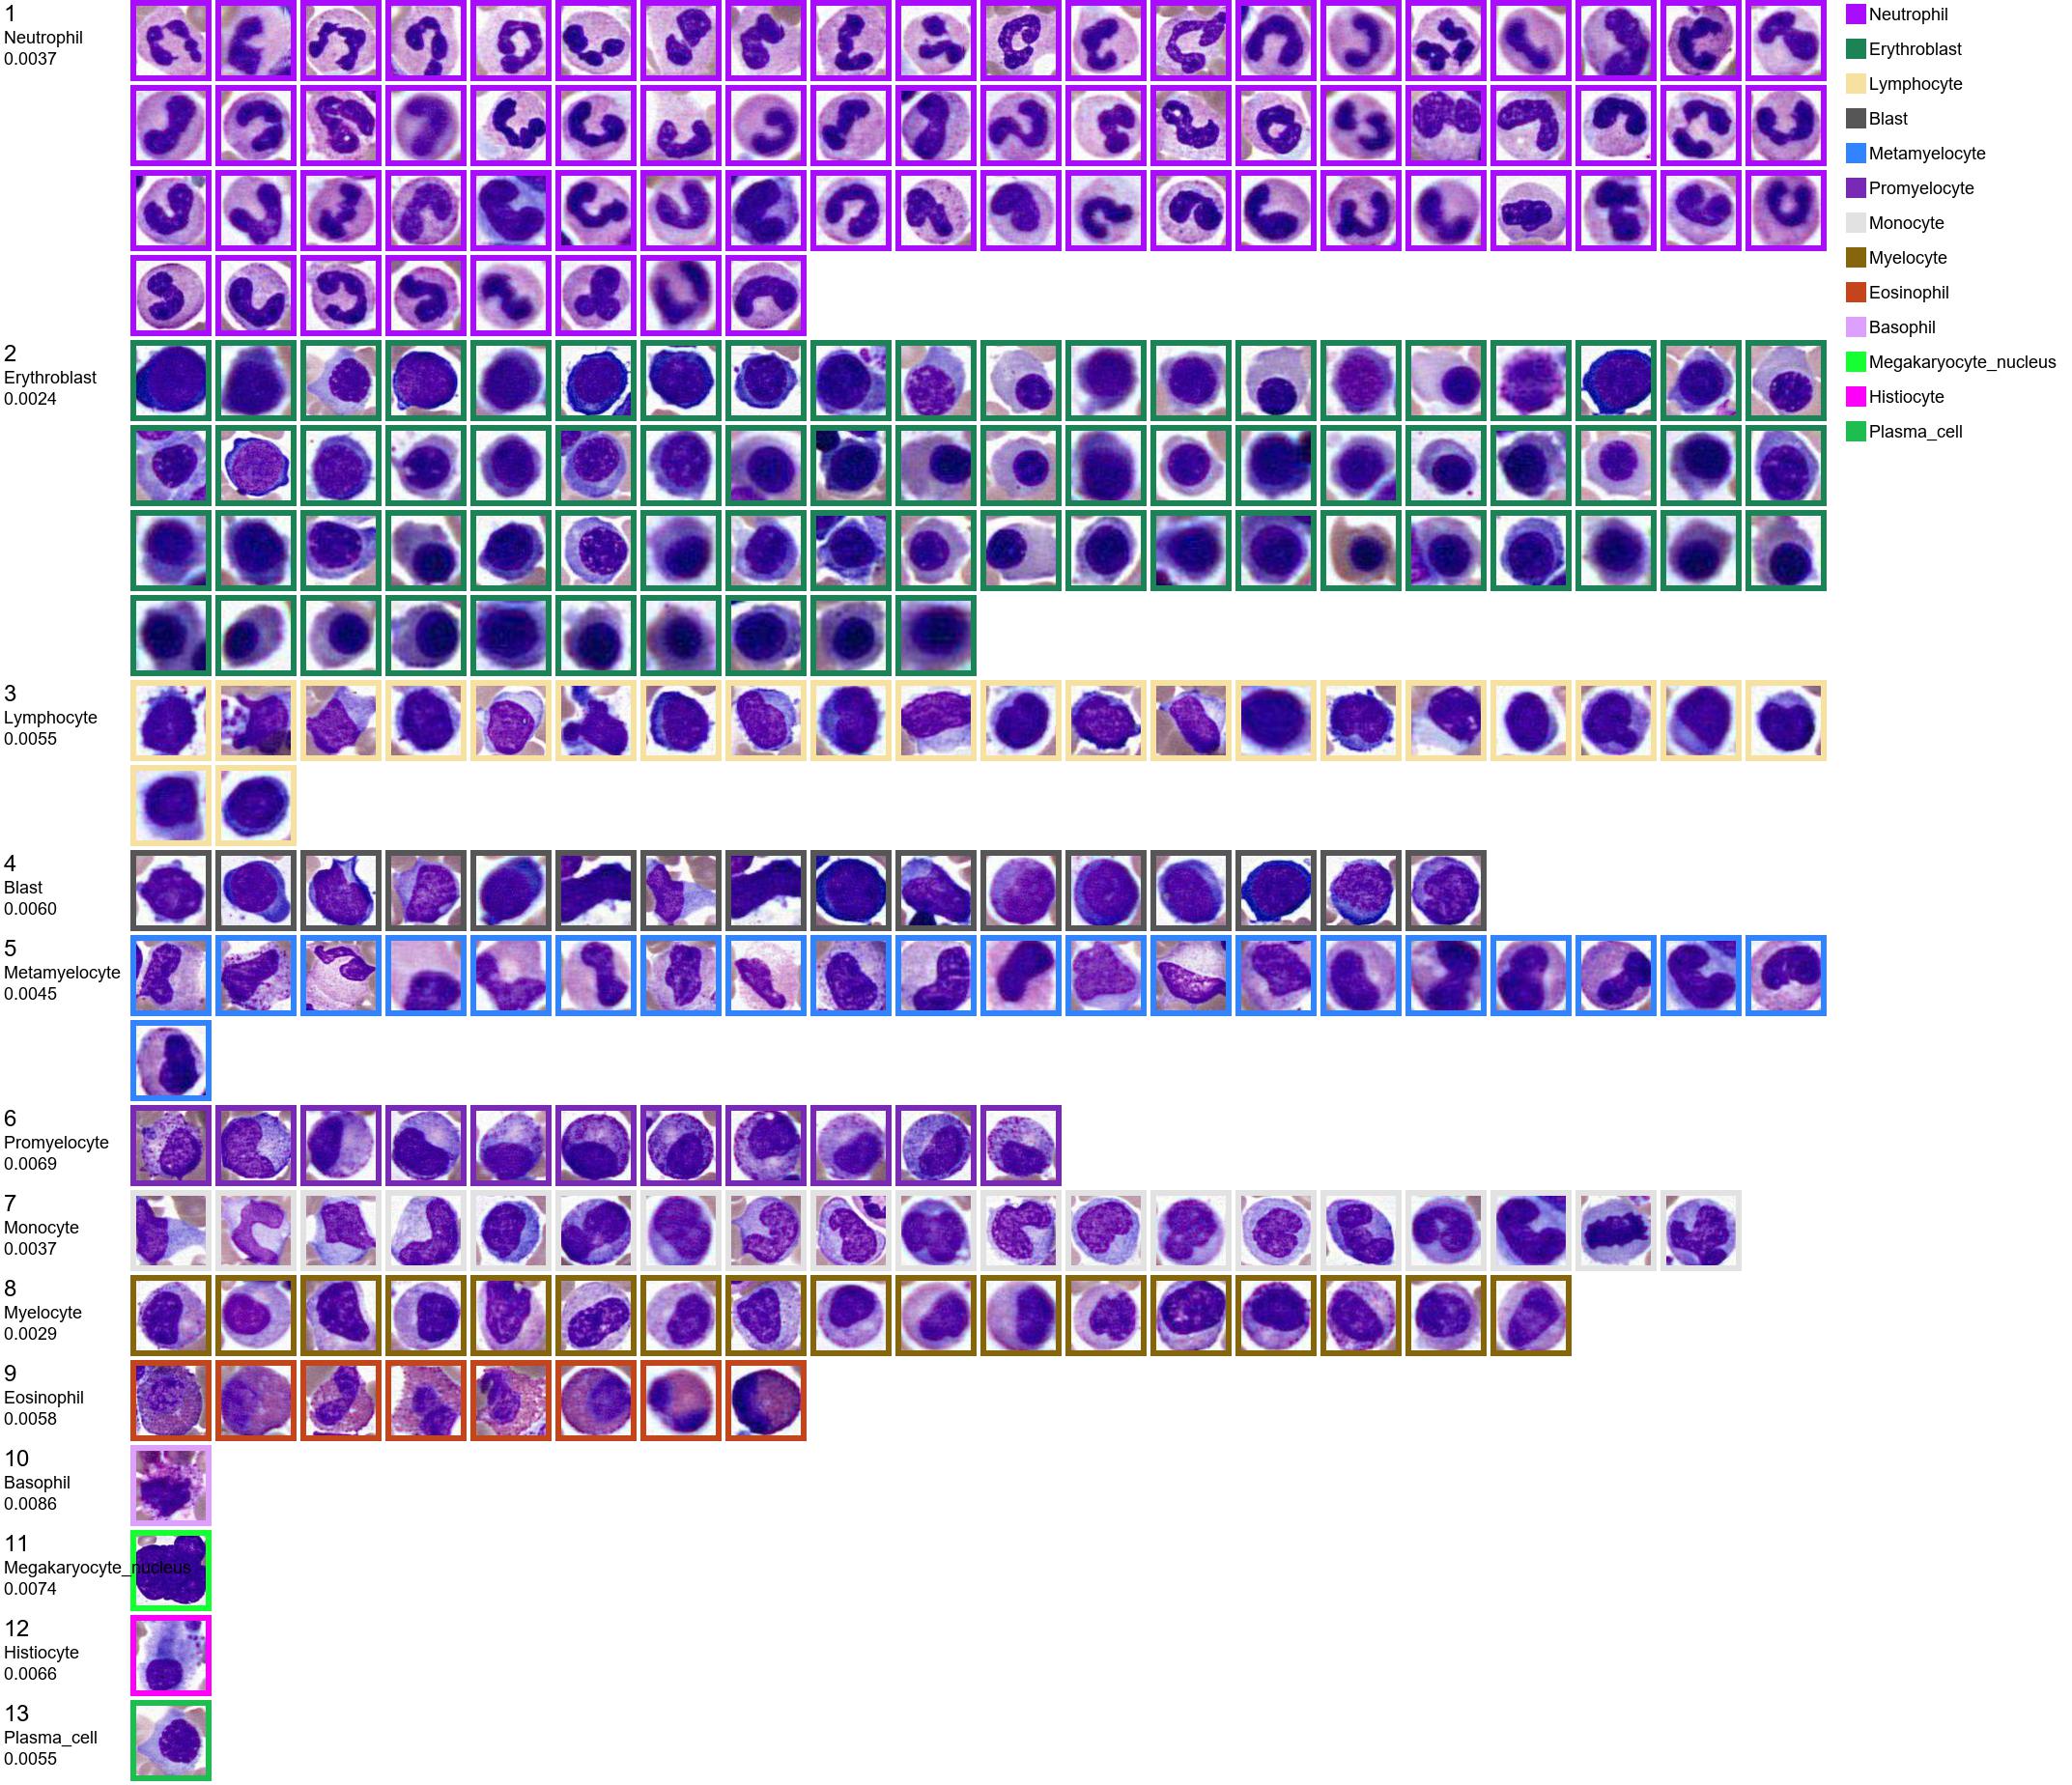 1
Neutrophil
0.0037
2
Erythroblast
0.0024
3
Lymphocyte
0.0055
4
Blast
0.0060
5
Metamyelocyte
0.0045
6
Promyelocyte
0.0069
7
Monocyte
0.0037
8
Myelocyte
0.0029
9
Eosinophil
0.0058
10
Basophil
0.0086
11
Megakaryocyte_nucleus
0.0074
12
Histiocyte
0.0066
13
Plasma_cell
0.0055
Neutrophil
Erythroblast
Lymphocyte
Blast
Metamyelocyte
Promyelocyte
Monocyte
Myelocyte
Eosinophil
Basophil
Megakaryocyte_nucleus
Histiocyte
Plasma_cell